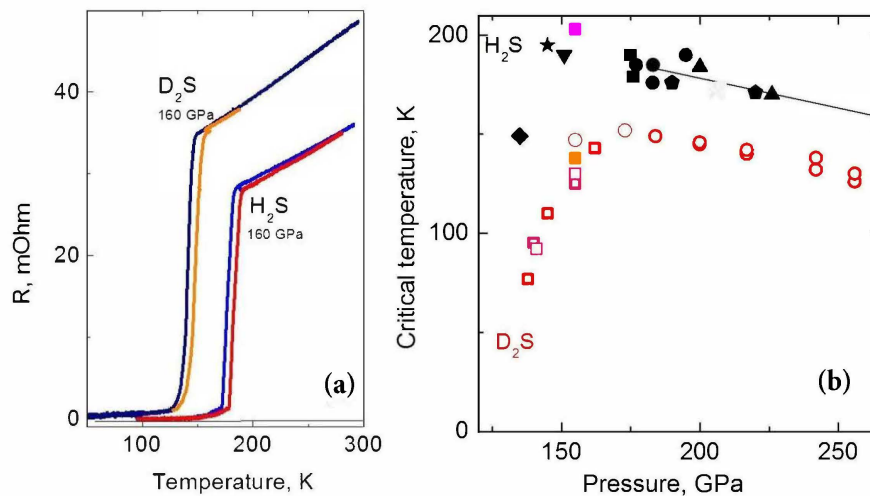 40
20
0
R, mOhm
D₂S
160 GPa
H₂S
160 GPa
(a)
100
200
300
Temperature, K
200
100
0
Critical temperature, K
H₂S
D₂S
(b)
150
200
250
Pressure, GPa